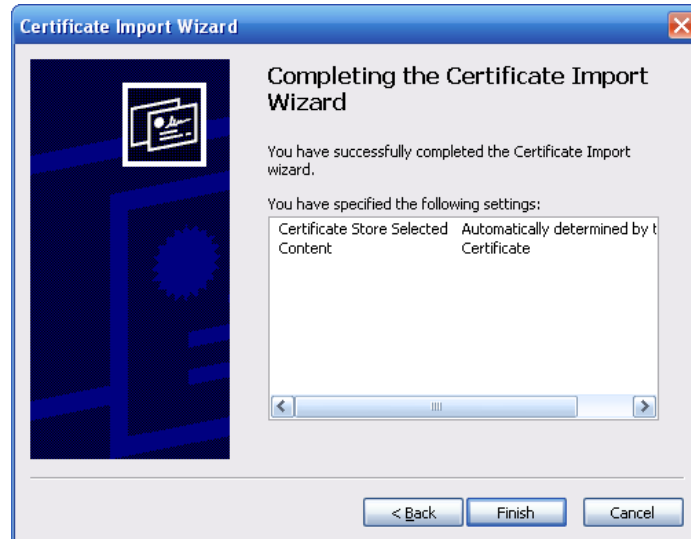 Certificate Import Wizard
Completing the Certificate Import
Wizard
You have successfully completed the Certificate Import
wizard.
You have specified the following settings:
Certificate Store Selected Automatically determined by t
Content Certificate
< Back Finish Cancel